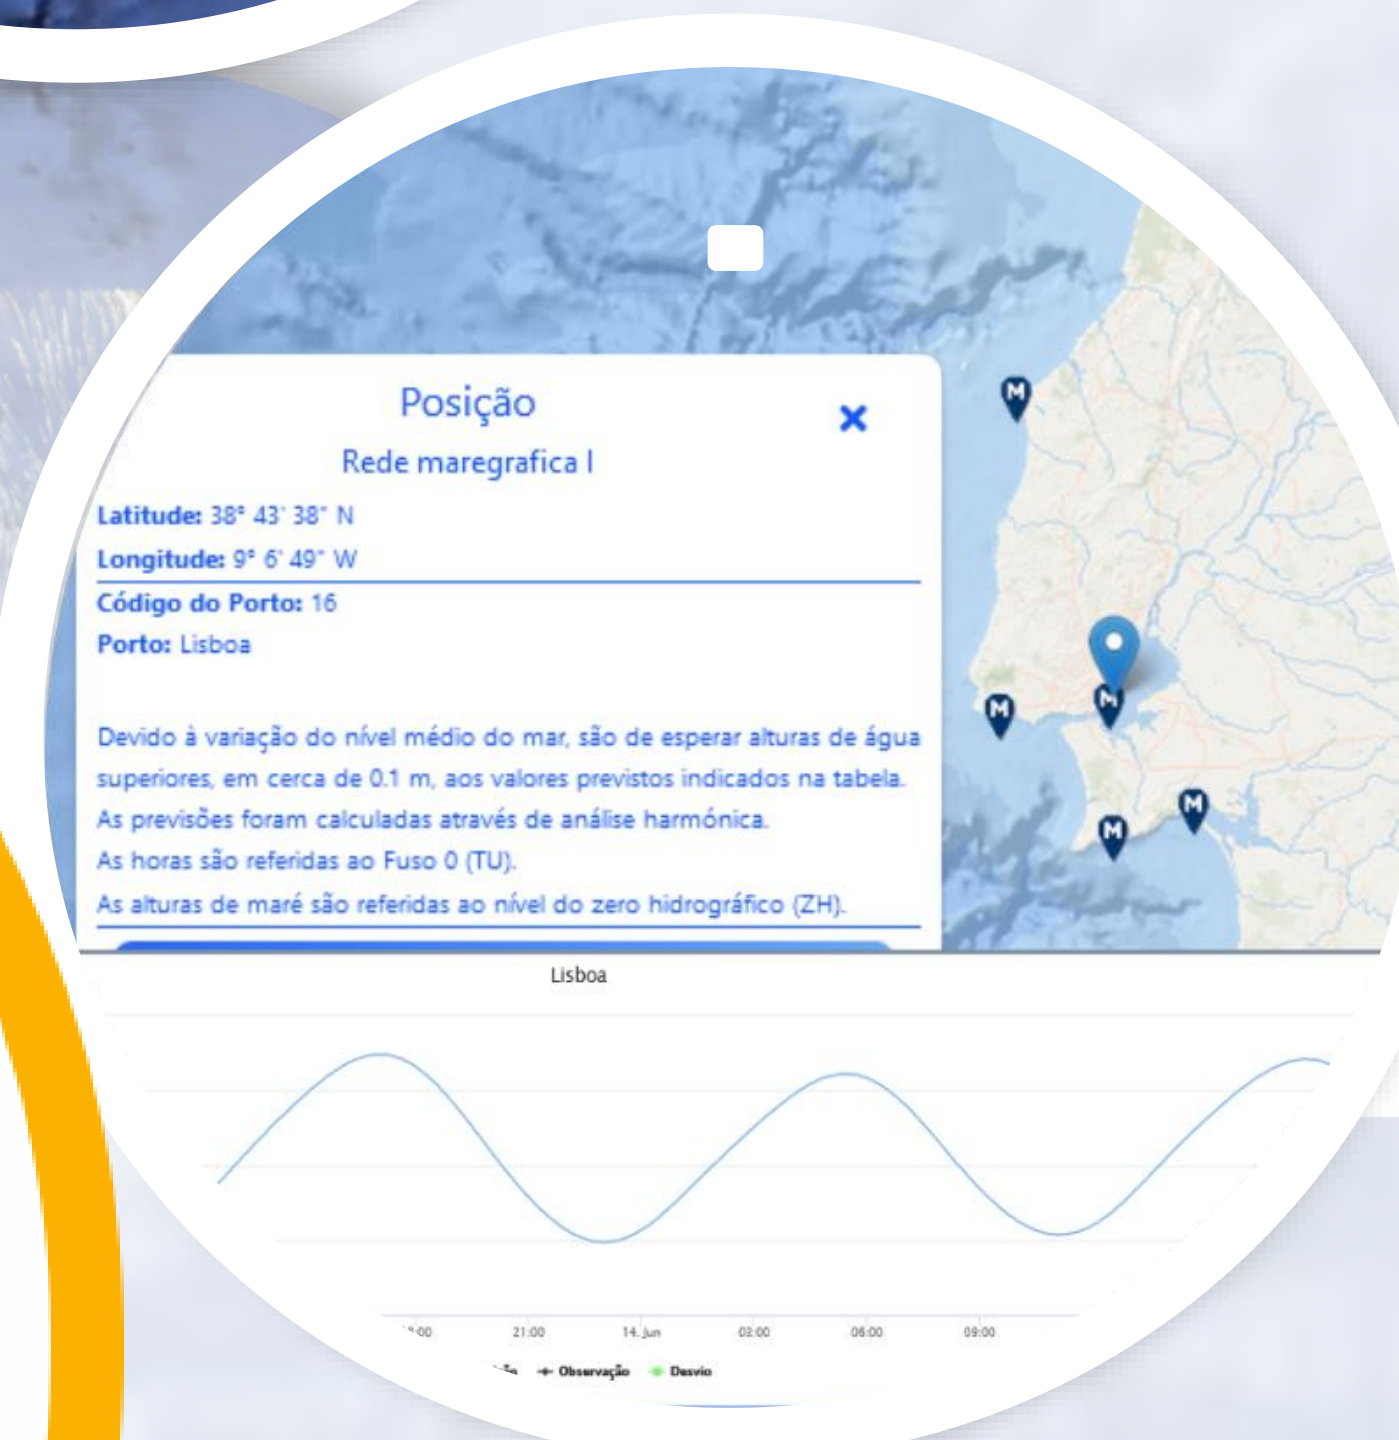 Posição
Rede maregrafica I
Latitude: 38° 43' 38" N
Longitude: 9° 6' 49" W
Código do Porto: 16
Porto: Lisboa
Devido à variação do nível médio do mar, são de esperar alturas de água
superiores, em cerca de 0.1 m, aos valores previstos indicados na tabela.
As previsões foram calculadas através de análise harmónica.
As horas são referidas ao Fuso 0 (TU).
As alturas de maré são referidas ao nível do zero hidrográfico (ZH).
M
M
M
M
M
Lisboa
21:00 14. Jun 03:00 06:00 09:00
Observação Desvio